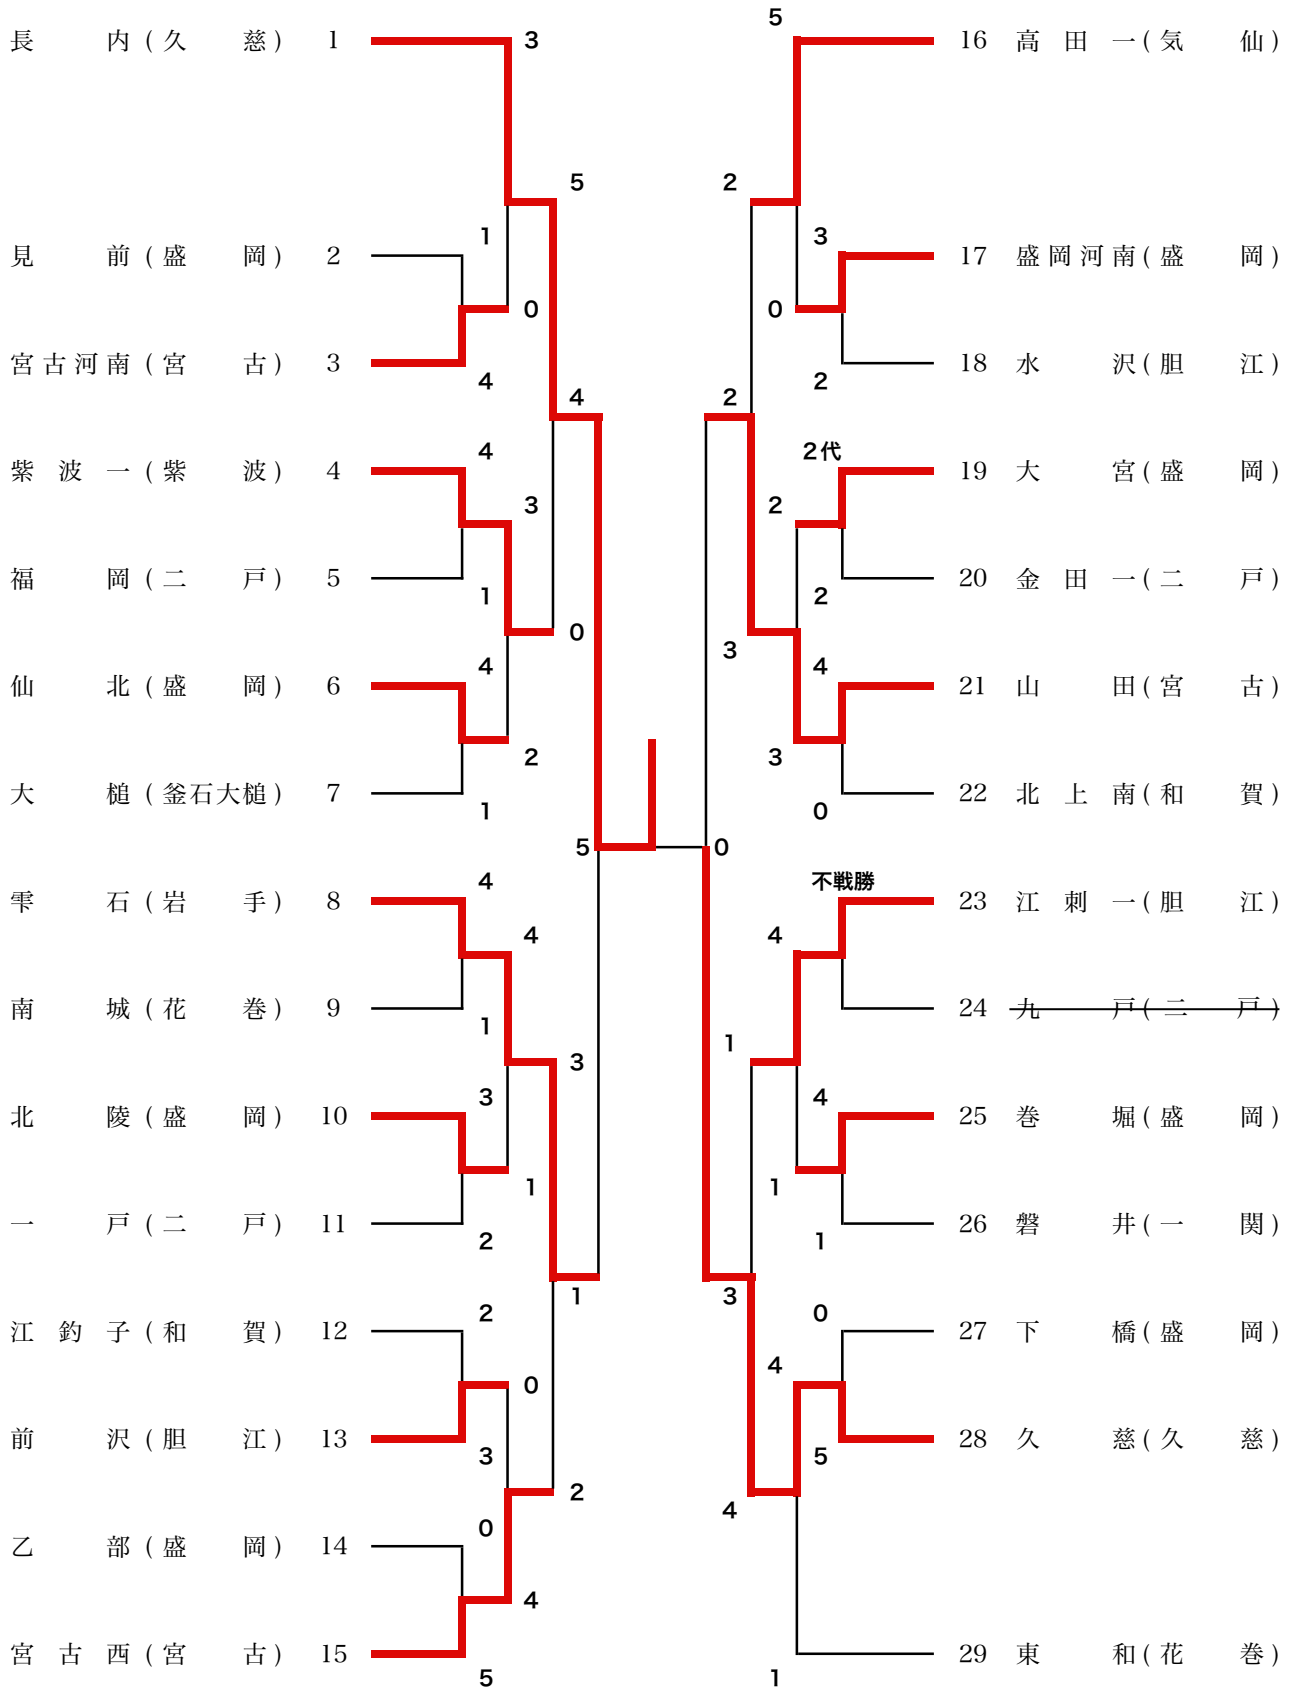 長内(久慈) 1
見前(盛岡) 2
宮古河南(宮古) 3
紫波一(紫波) 4
福岡(二戸) 5
仙北(盛岡) 6
大槌(釜石大槌) 7
雫石(岩手) 8
南城(花巻) 9
北陵(盛岡) 10
一戸(二戸) 11
江釣子(和賀) 12
前沢(胆江) 13
乙部(盛岡) 14
宮古西(宮古) 15
1
4
4
1
4
1
4
1
3
2
2
3
0
5
3
0
3
2
4
1
0
4
5
0
3
2
4
1
5
0
2
1
2
3
1
4
2
3
5
0
2
3
4
1
4
1
3
2
2代
2
4
0
不戦勝
4
1
0
5
16 高田一(気仙)
17 盛岡河南(盛岡)
18 水沢(胆江)
19 大宮(盛岡)
20 金田一(二戸)
21 山田(宮古)
22 北上南(和賀)
23 江刺一(胆江)
24 九戸(二戸)
25 巻堀(盛岡)
26 磐井(一関)
27 下橋(盛岡)
28 久慈(久慈)
29 東和(花巻)